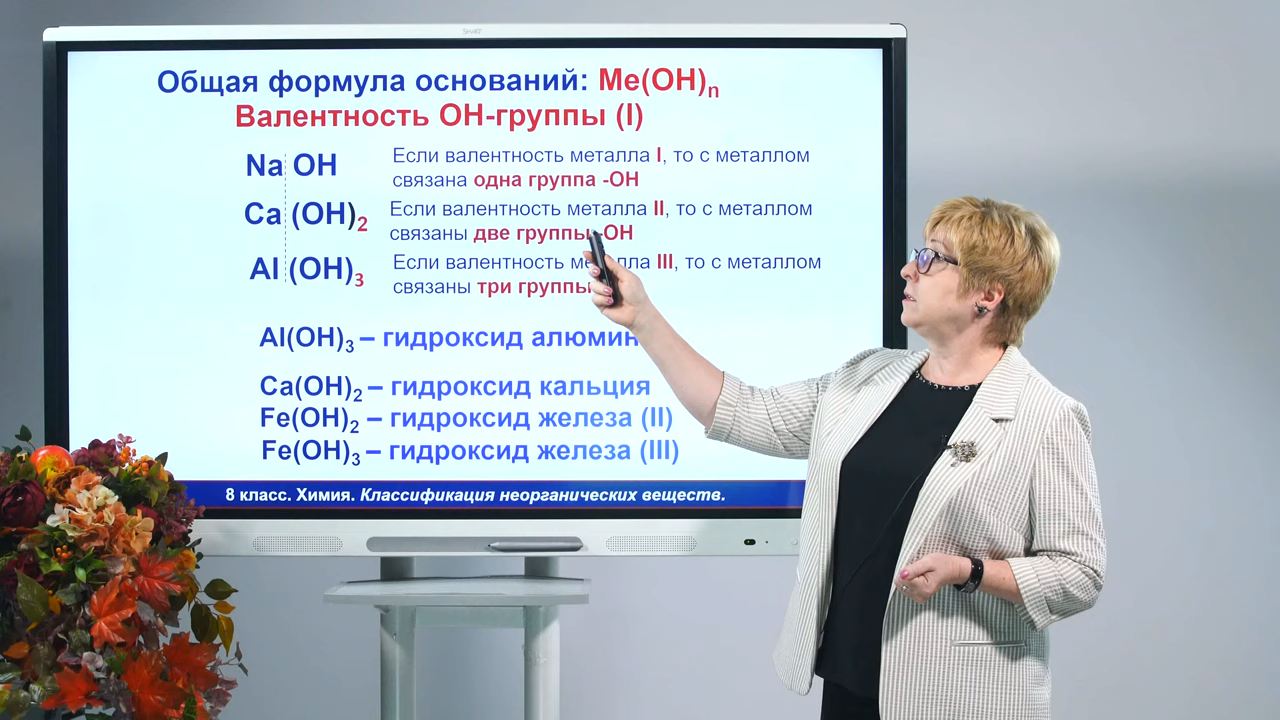 SMART
Общая формула оснований: Me(OH)n
Валентность OH-группы (I)
Na OH
Если валентность металла I, то с металлом
связана одна группа -OH
Ca (OH)2
Если валентность металла II, то с металлом
связаны две группы -OH
Al (OH)3
Если валентность металла III, то с металлом
связаны три группы
Al(OH)3 – гидроксид алюмин
Ca(OH)2 – гидроксид кальция
Fe(OH)2 – гидроксид железа (II)
Fe(OH)3 – гидроксид железа (III)
8 класс. Химия. Классификация неорганических веществ.